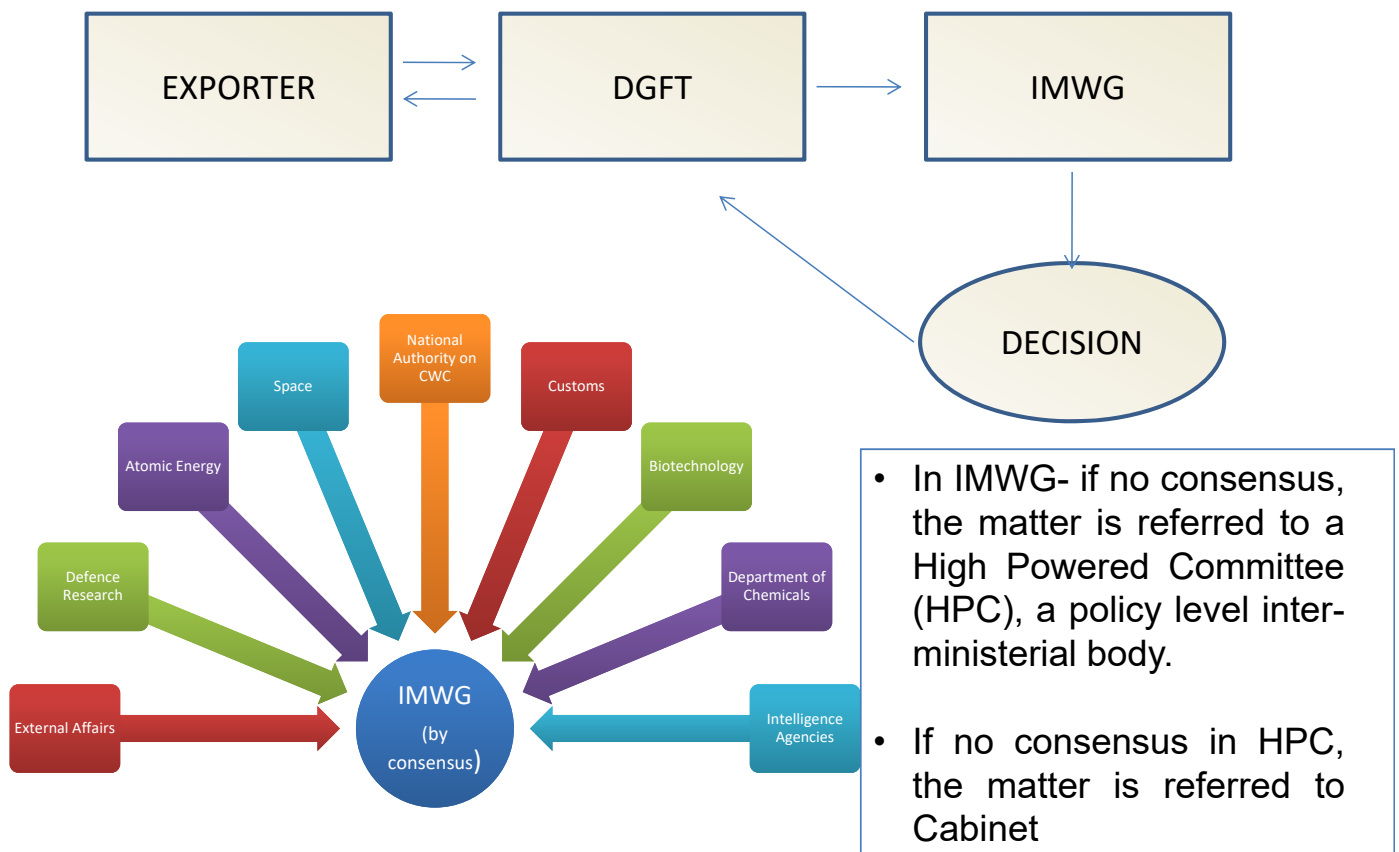 EXPORTER
DGFT
IMWG
DECISION
National
Authority on
CWC
Space
Customs
Atomic Energy
Biotechnology
Defence
Research
Department of
Chemicals
External Affairs
Intelligence
Agencies
IMWG
(by
consensus)
• In IMWG- if no consensus,
the matter is referred to a
High Powered Committee
(HPC), a policy level inter-
ministerial body.
• If no consensus in HPC,
the matter is referred to
Cabinet